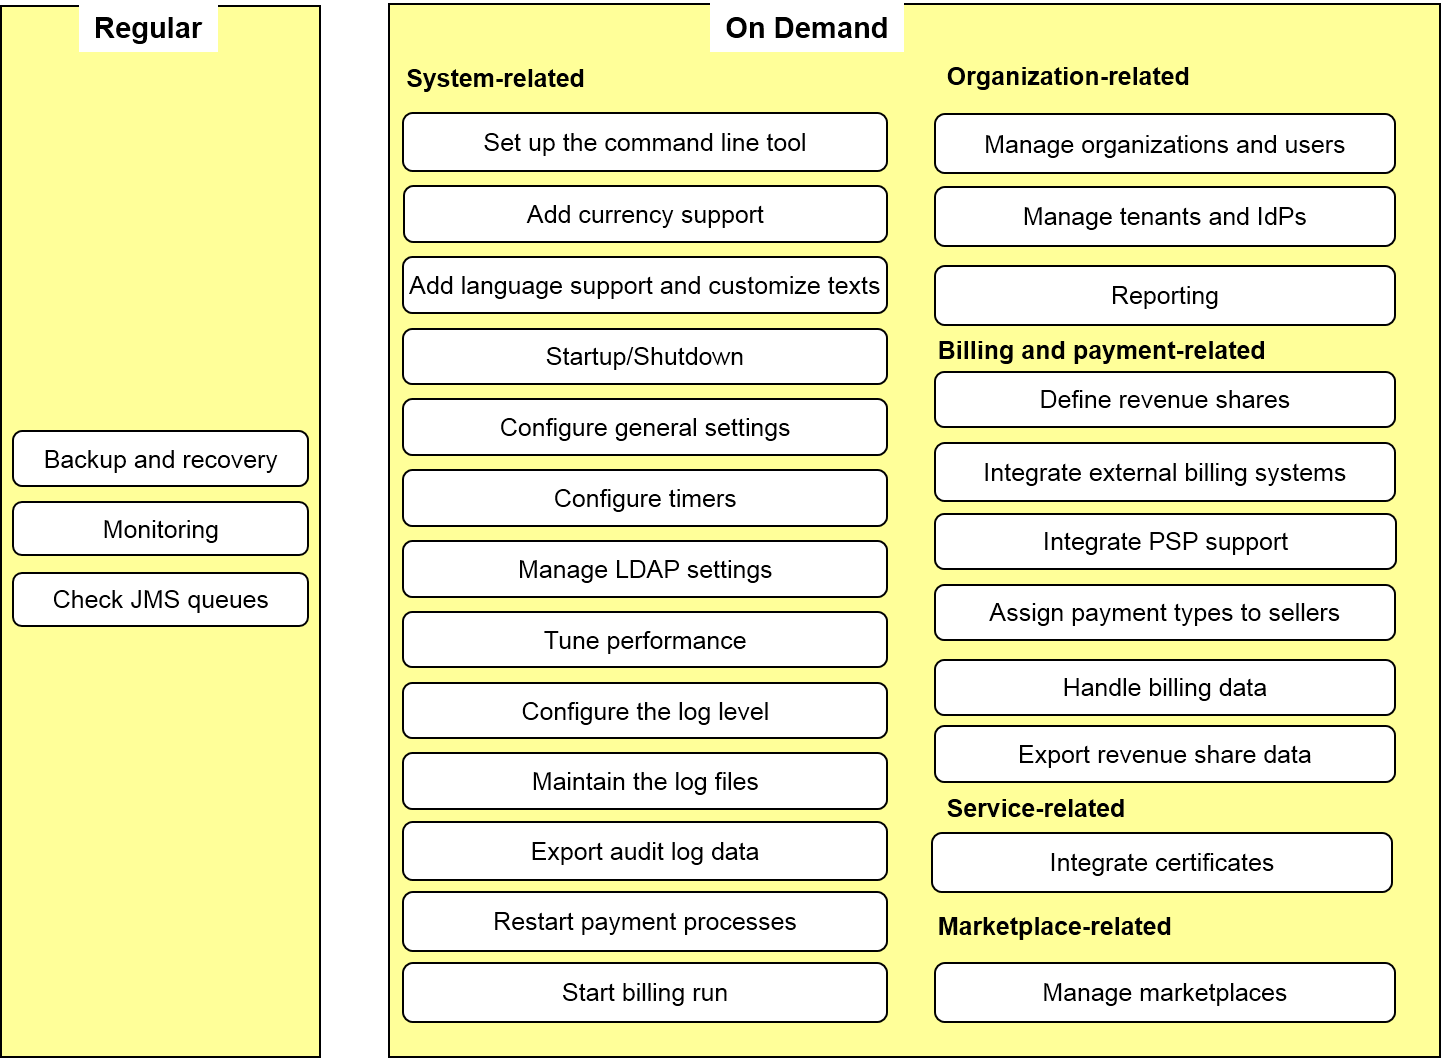 Regular
Backup and recovery
Monitoring
Check JMS queues
On Demand
System-related
Set up the command line tool
Add currency support
Add language support and customize texts
Startup/Shutdown
Configure general settings
Configure timers
Manage LDAP settings
Tune performance
Configure the log level
Maintain the log files
Export audit log data
Restart payment processes
Start billing run
Organization-related
Manage organizations and users
Manage tenants and IdPs
Reporting
Billing and payment-related
Define revenue shares
Integrate external billing systems
Integrate PSP support
Assign payment types to sellers
Handle billing data
Export revenue share data
Service-related
Integrate certificates
Marketplace-related
Manage marketplaces